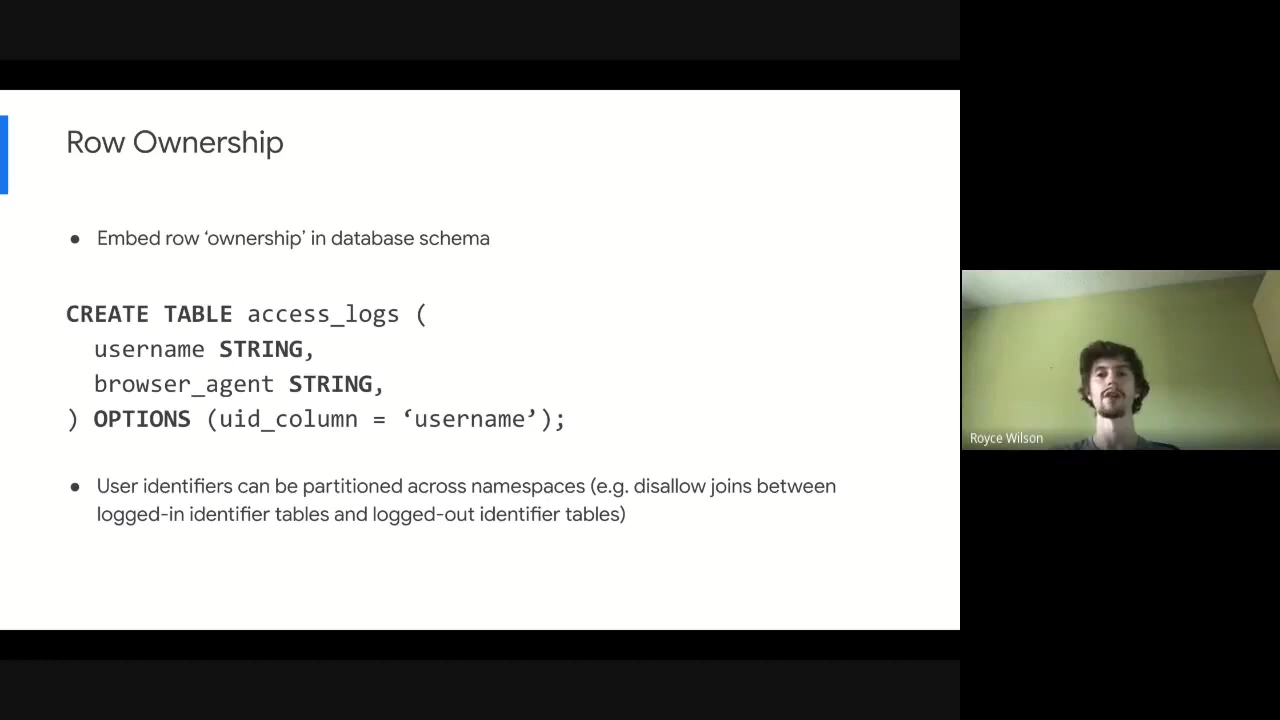 Row Ownership
● Embed row ‘ownership’ in database schema
CREATE TABLE access_logs (
username STRING,
browser_agent STRING,
) OPTIONS (uid_column = ‘username’);
● User identifiers can be partitioned across namespaces (e.g. disallow joins between
logged-in identifier tables and logged-out identifier tables)
Royce Wilson